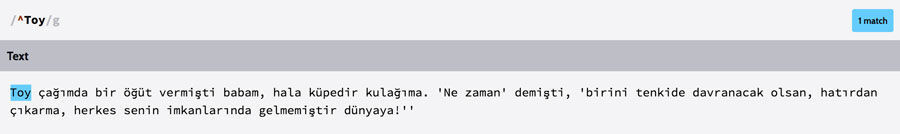 /^Toy/g
1 match
Text
Toy çağımda bir öğüt vermişti babam, hala küpedir kulağıma. 'Ne zaman' demişti, 'birini tenkide davranacak olsan, hatırdan
çıkarma, herkes senin imkanlarında gelmemiştir dünyaya!''